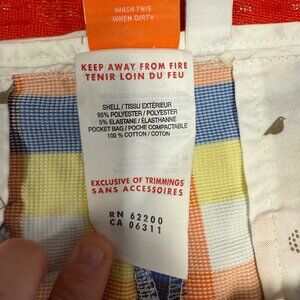 WASH THIS
WHEN DIRTY
KEEP AWAY FROM FIRE
TENIR LOIN DU FEU
SHELL / TISSU EXTÉRIEUR
95% POLYESTER / POLYESTER
5% ELASTANE / ÉLASTHANNE
POCKET BAG / POCHE COMPACTABLE
100 % COTTON / COTON
EXCLUSIVE OF TRIMMINGS
SANS ACCESSOIRES
RN 62200
CA 06311